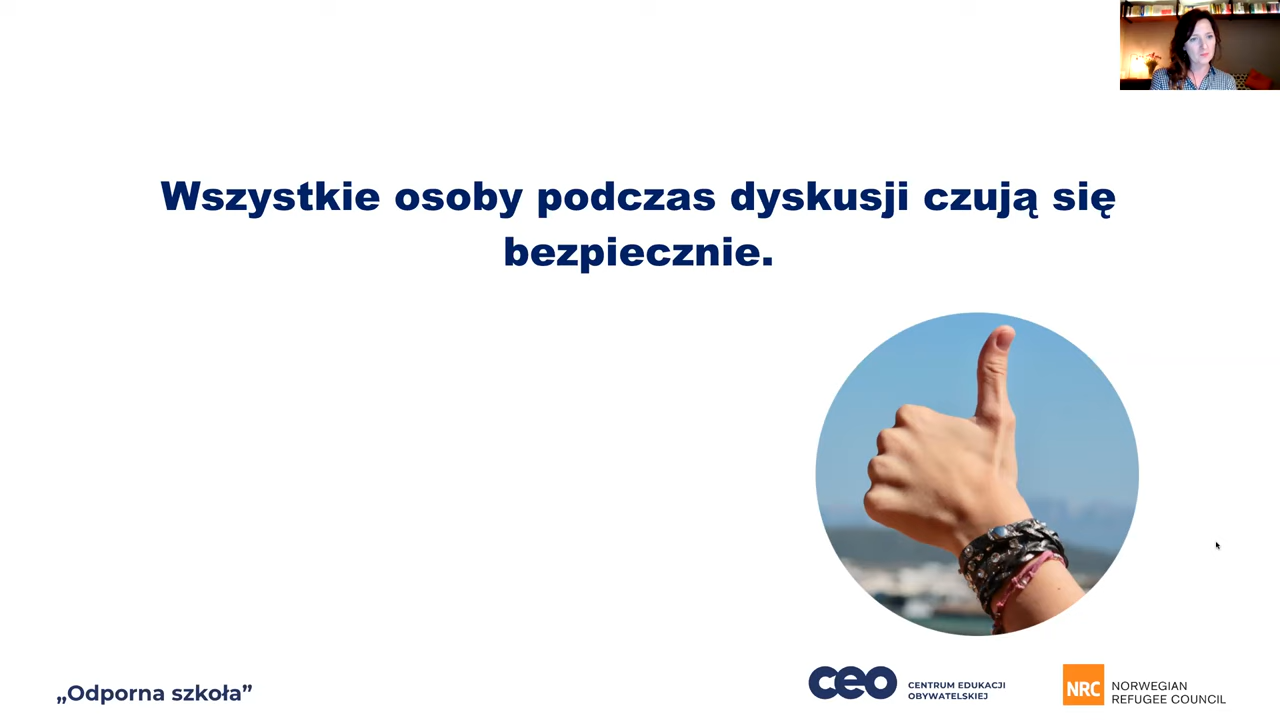 Wszystkie osoby podczas dyskusji czują się
bezpiecznie.
„Odporna szkoła”
ceo
CENTRUM EDUKACJI
OBYWATELSKIEJ
NRC
NORWEGIAN
REFUGEE COUNCIL